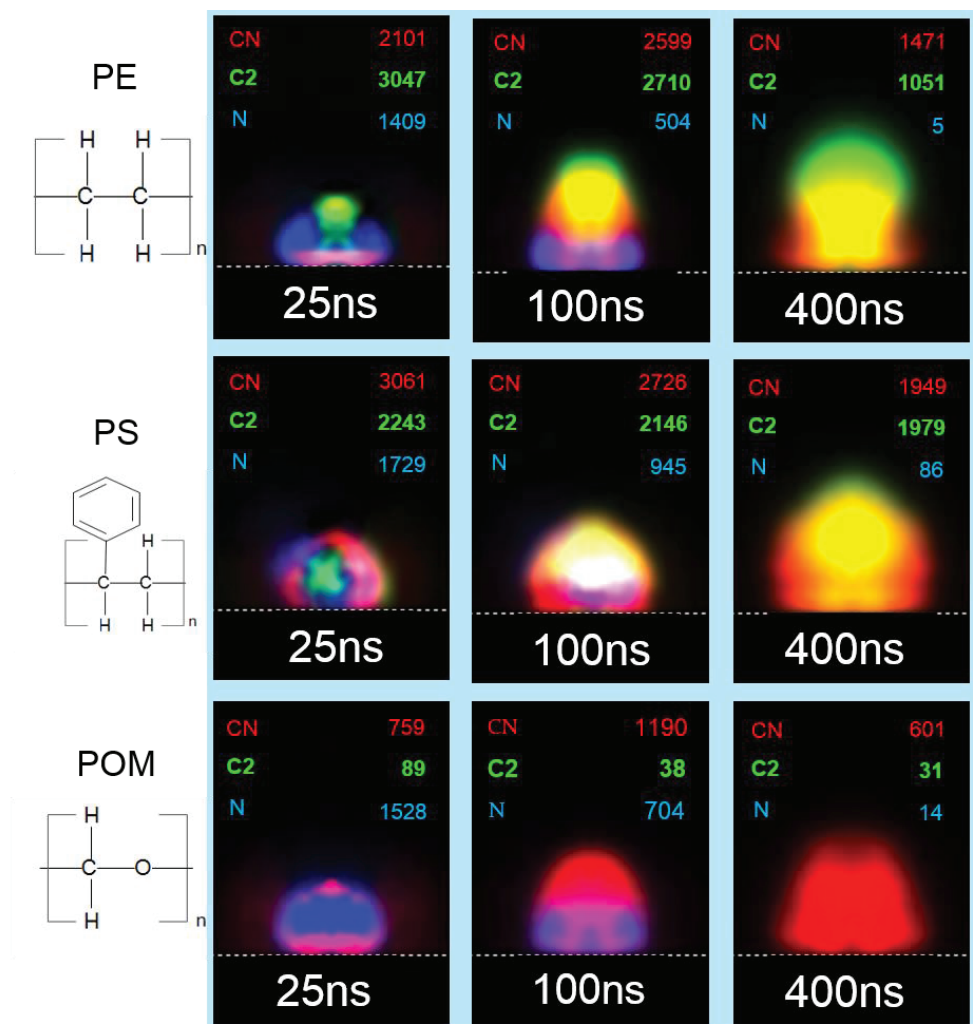 PE
H H
C C
H H
n
CN 2101
C2 3047
N 1409
25ns
CN 2599
C2 2710
N 504
100ns
CN 1471
C2 1051
N 5
400ns
PS
H
C C
H H
n
CN 3061
C2 2243
N 1729
25ns
CN 2726
C2 2146
N 945
100ns
CN 1949
C2 1979
N 86
400ns
POM
H
C O
H
n
CN 759
C2 89
N 1528
25ns
CN 1190
C2 38
N 704
100ns
CN 601
C2 31
N 14
400ns